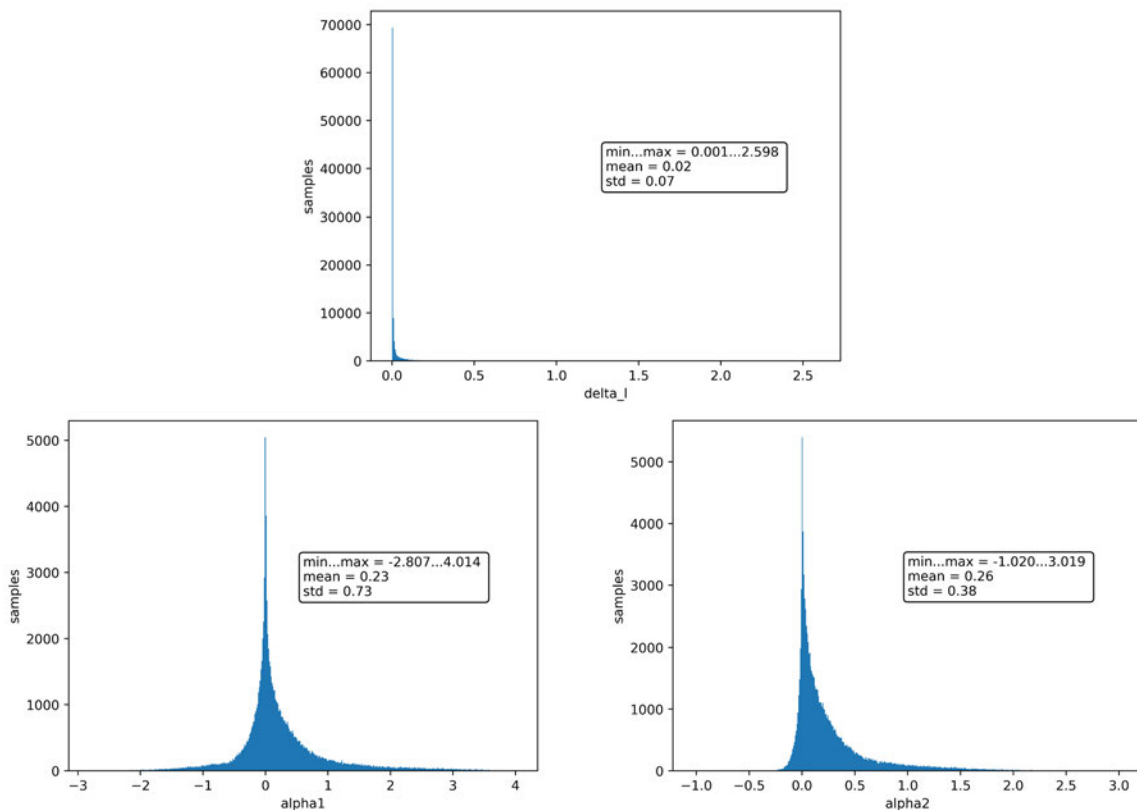 70000
60000
50000
40000
30000
20000
10000
0
samples
min...max = 0.001...2.598
mean = 0.02
std = 0.07
0.0 0.5 1.0 1.5 2.0 2.5
delta_l
5000
4000
3000
2000
1000
0
samples
min...max = -2.807...4.014
mean = 0.23
std = 0.73
−3 −2 −1 0 1 2 3 4
alpha1
5000
4000
3000
2000
1000
0
samples
min...max = -1.020...3.019
mean = 0.26
std = 0.38
−1.0 −0.5 0.0 0.5 1.0 1.5 2.0 2.5 3.0
alpha2